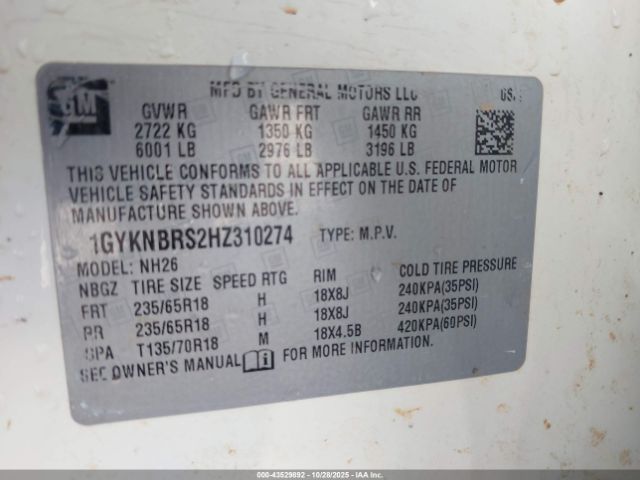 GM
MFD BY GENERAL MOTORS LLC
GVWR GAWR FRT GAWR RR
2722 KG 1350 KG 1450 KG
6001 LB 2976 LB 3196 LB
THIS VEHICLE CONFORMS TO ALL APPLICABLE U.S. FEDERAL MOTOR
VEHICLE SAFETY STANDARDS IN EFFECT ON THE DATE OF
MANUFACTURE SHOWN ABOVE.
1GYKNBRS2HZ310274 TYPE: M.P.V.
MODEL: NH26
NBGZ TIRE SIZE SPEED RTG RIM COLD TIRE PRESSURE
FRT 235/65R18 H 18X8J 240KPA(35PSI)
RR 235/65R18 H 18X8J 240KPA(35PSI)
SPA T135/70R18 M 18X4.5B 420KPA(60PSI)
SEE OWNER'S MANUAL FOR MORE INFORMATION.
000-43529892 10/28/2025 IAA Inc.